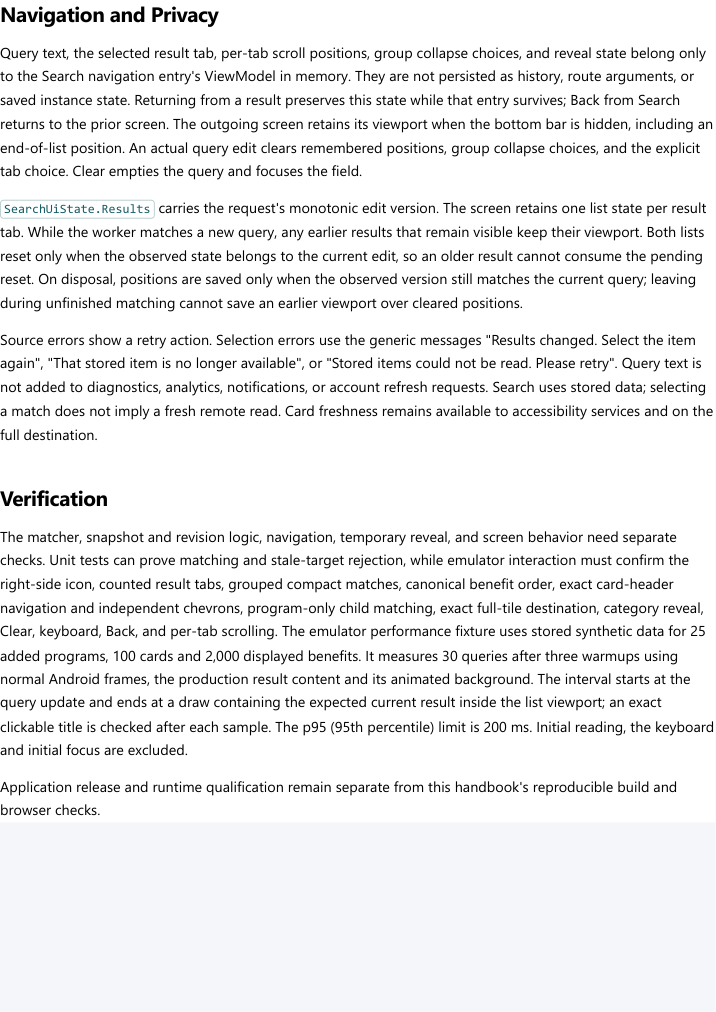 Navigation and Privacy
Query text, the selected result tab, per-tab scroll positions, group collapse choices, and reveal state belong only
to the Search navigation entry's ViewModel in memory. They are not persisted as history, route arguments, or
saved instance state. Returning from a result preserves this state while that entry survives; Back from Search
returns to the prior screen. The outgoing screen retains its viewport when the bottom bar is hidden, including an
end-of-list position. An actual query edit clears remembered positions, group collapse choices, and the explicit
tab choice. Clear empties the query and focuses the field.
SearchUiState.Results carries the request's monotonic edit version. The screen retains one list state per result
tab. While the worker matches a new query, any earlier results that remain visible keep their viewport. Both lists
reset only when the observed state belongs to the current edit, so an older result cannot consume the pending
reset. On disposal, positions are saved only when the observed version still matches the current query; leaving
during unfinished matching cannot save an earlier viewport over cleared positions.
Source errors show a retry action. Selection errors use the generic messages "Results changed. Select the item
again", "That stored item is no longer available", or "Stored items could not be read. Please retry". Query text is
not added to diagnostics, analytics, notifications, or account refresh requests. Search uses stored data; selecting
a match does not imply a fresh remote read. Card freshness remains available to accessibility services and on the
full destination.
Verification
The matcher, snapshot and revision logic, navigation, temporary reveal, and screen behavior need separate
checks. Unit tests can prove matching and stale-target rejection, while emulator interaction must confirm the
right-side icon, counted result tabs, grouped compact matches, canonical benefit order, exact card-header
navigation and independent chevrons, program-only child matching, exact full-tile destination, category reveal,
Clear, keyboard, Back, and per-tab scrolling. The emulator performance fixture uses stored synthetic data for 25
added programs, 100 cards and 2,000 displayed benefits. It measures 30 queries after three warmups using
normal Android frames, the production result content and its animated background. The interval starts at the
query update and ends at a draw containing the expected current result inside the list viewport; an exact
clickable title is checked after each sample. The p95 (95th percentile) limit is 200 ms. Initial reading, the keyboard
and initial focus are excluded.
Application release and runtime qualification remain separate from this handbook's reproducible build and
browser checks.